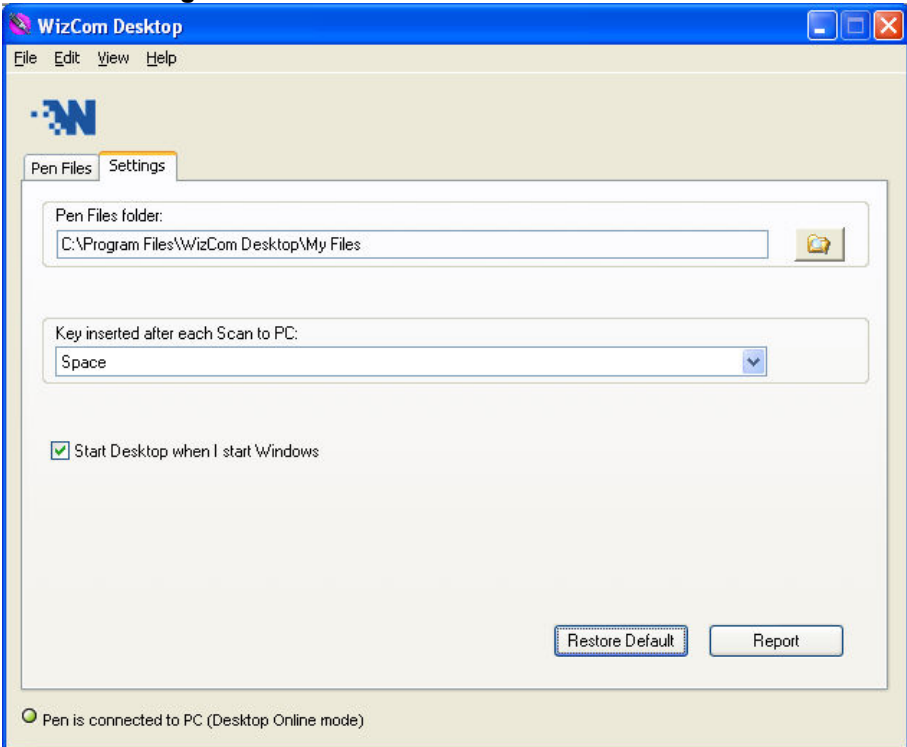 WizCom Desktop
File Edit View Help
W
Pen Files Settings
Pen Files folder:
C:\Program Files\WizCom Desktop\My Files
Key inserted after each Scan to PC:
Space
Start Desktop when I start Windows
Restore Default Report
Pen is connected to PC (Desktop Online mode)